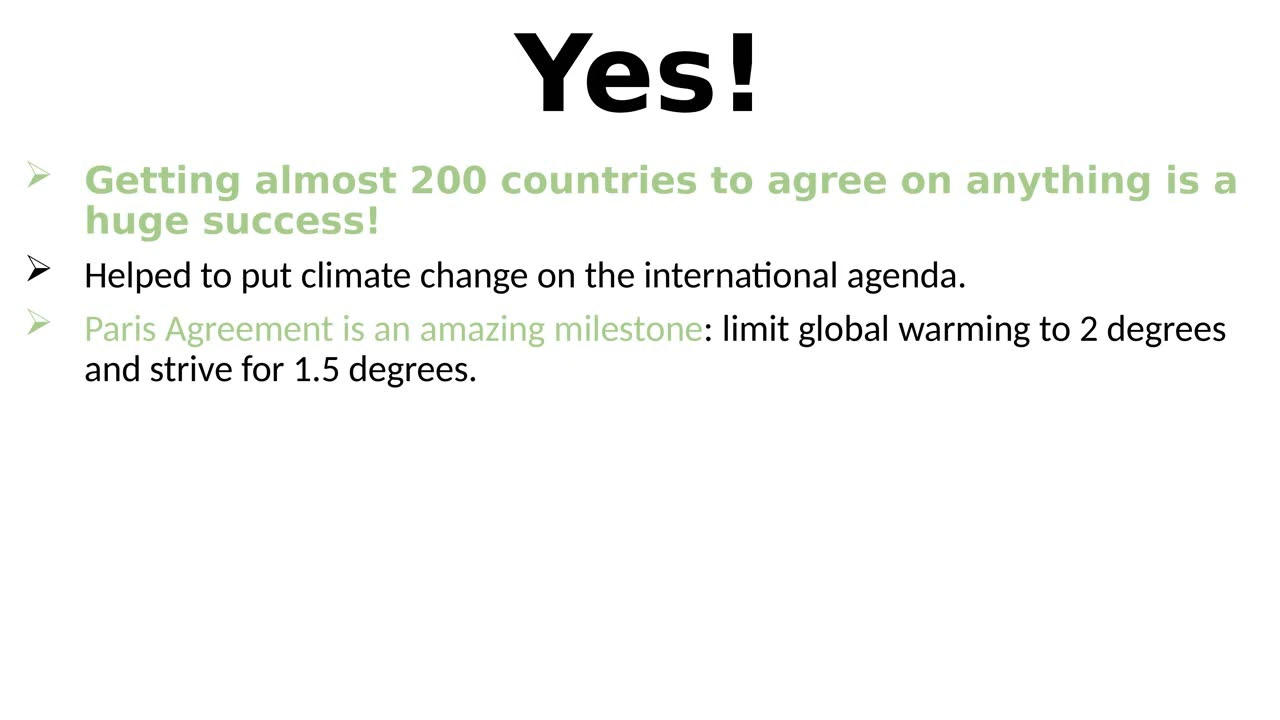 Yes!
➢ Getting almost 200 countries to agree on anything is a
huge success!
➢ Helped to put climate change on the international agenda.
➢ Paris Agreement is an amazing milestone: limit global warming to 2 degrees
and strive for 1.5 degrees.